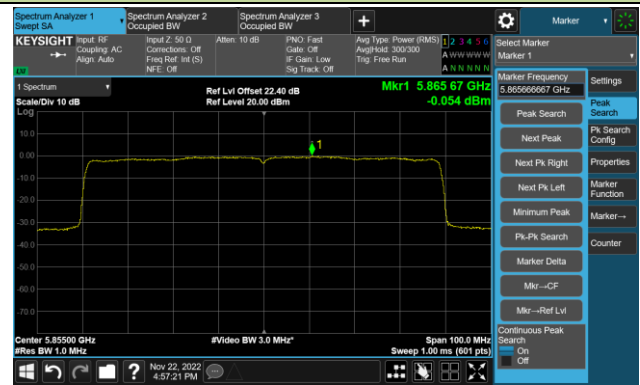 Spectrum Analyzer 1
Swept SA
Spectrum Analyzer 2
Occupied BW
Spectrum Analyzer 3
Occupied BW
+
Marker
KEYSIGHT
Input: RF
Coupling: AC
Align: Auto
Input Z: 50 Ω
Corrections: Off
Freq Ref: Int (S)
NFE: Off
Atten: 10 dB
PNO: Fast
Gate: Off
IF Gain: Low
Sig Track: Off
Avg Type: Power (RMS)
Avg|Hold: 300/300
Trig: Free Run
1 2 3 4 5 6
A W W W W W
A N N N N N
Select Marker
Marker 1
1 Spectrum
Scale/Div 10 dB
Log
Ref Lvl Offset 22.40 dB
Ref Level 20.00 dBm
Mkr1 5.865 67 GHz
-0.054 dBm
10.0
0.00
-10.0
-20.0
-30.0
-40.0
-50.0
-60.0
-70.0
1
Center 5.85500 GHz
#Res BW 1.0 MHz
#Video BW 3.0 MHz*
Span 100.0 MHz
Sweep 1.00 ms (601 pts)
Marker Frequency
5.865666667 GHz
Peak Search
Next Peak
Next Pk Right
Next Pk Left
Minimum Peak
Pk-Pk Search
Marker Delta
Mkr→CF
Mkr→Ref Lvl
Continuous Peak
Search
On
Off
Settings
Peak
Search
Pk Search
Config
Properties
Marker
Function
Marker→
Counter
?
Nov 22, 2022
4:57:21 PM